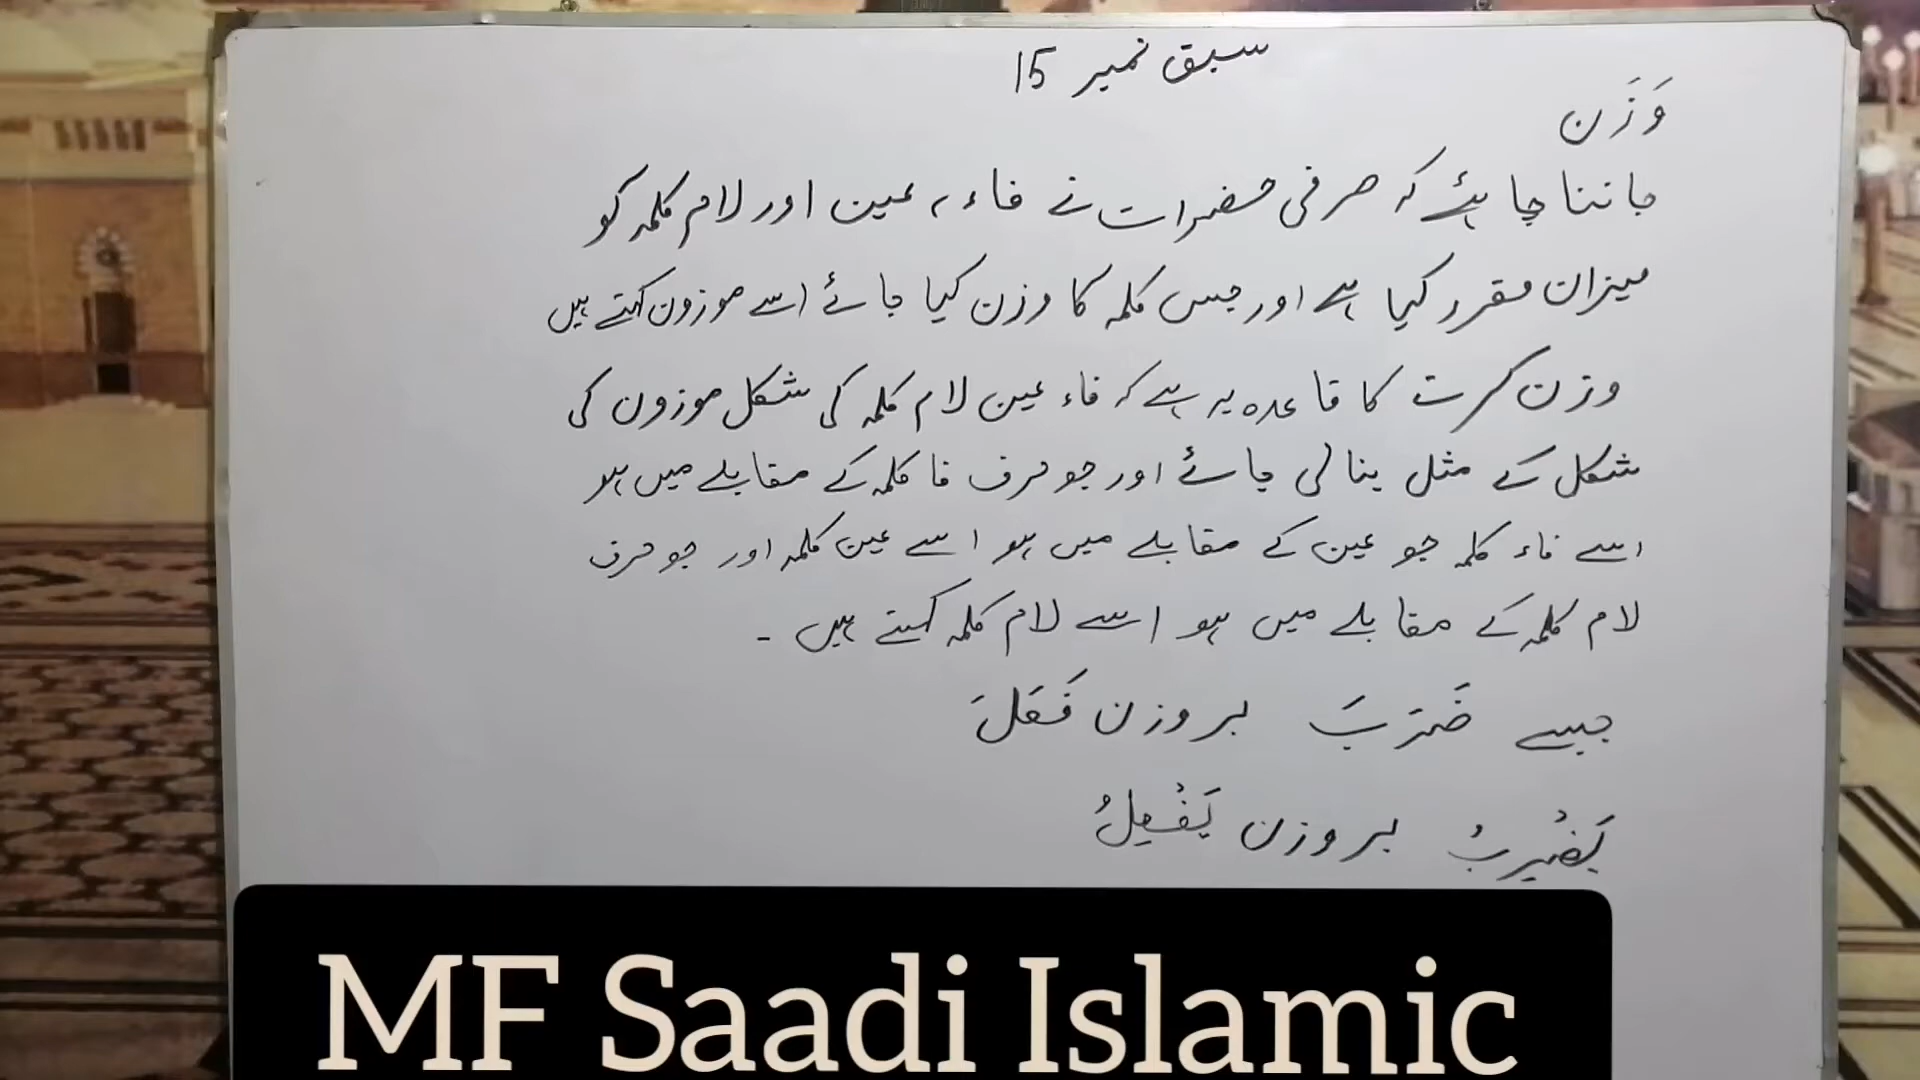 سبق نمبر 15
وَزَن
جاننا چاہئے کہ صرفی حضرات نے فاء، عین اور لام کلمہ کو
میزان مقرر کیا ہے اور جس کلمہ کا وزن کیا جائے اسے موزون کہتے ہیں
وزن کرنے کا قاعدہ یہ ہے کہ فاء عین لام کلمہ کی شکل موزون کی
شکل کے مثل بنا لی جائے اور جو حرف فا کلمہ کے مقابلے میں ہو
اسے فاء کلمہ جو عین کے مقابلے میں ہو اسے عین کلمہ اور جو حرف
لام کلمہ کے مقابلے میں ہو اسے لام کلمہ کہتے ہیں ۔
جیسے ضَرَبَ بروزن فَعَلَ
يَضْرِبُ بروزن يَفْعِلُ
MF Saadi Islamic